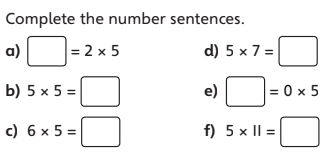 Complete the number sentences.
a) = 2 × 5
b) 5 × 5 =
c) 6 × 5 =
d) 5 × 7 =
e) = 0 × 5
f) 5 × 11 =